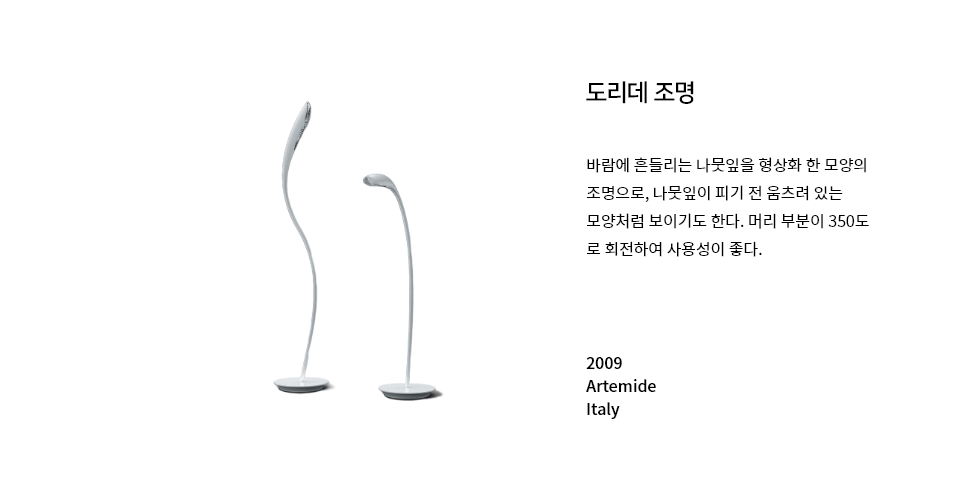 도리데 조명
바람에 흔들리는 나뭇잎을 형상화 한 모양의
조명으로, 나뭇잎이 피기 전 움츠려 있는
모양처럼 보이기도 한다. 머리 부분이 350도
로 회전하여 사용성이 좋다.
2009
Artemide
Italy